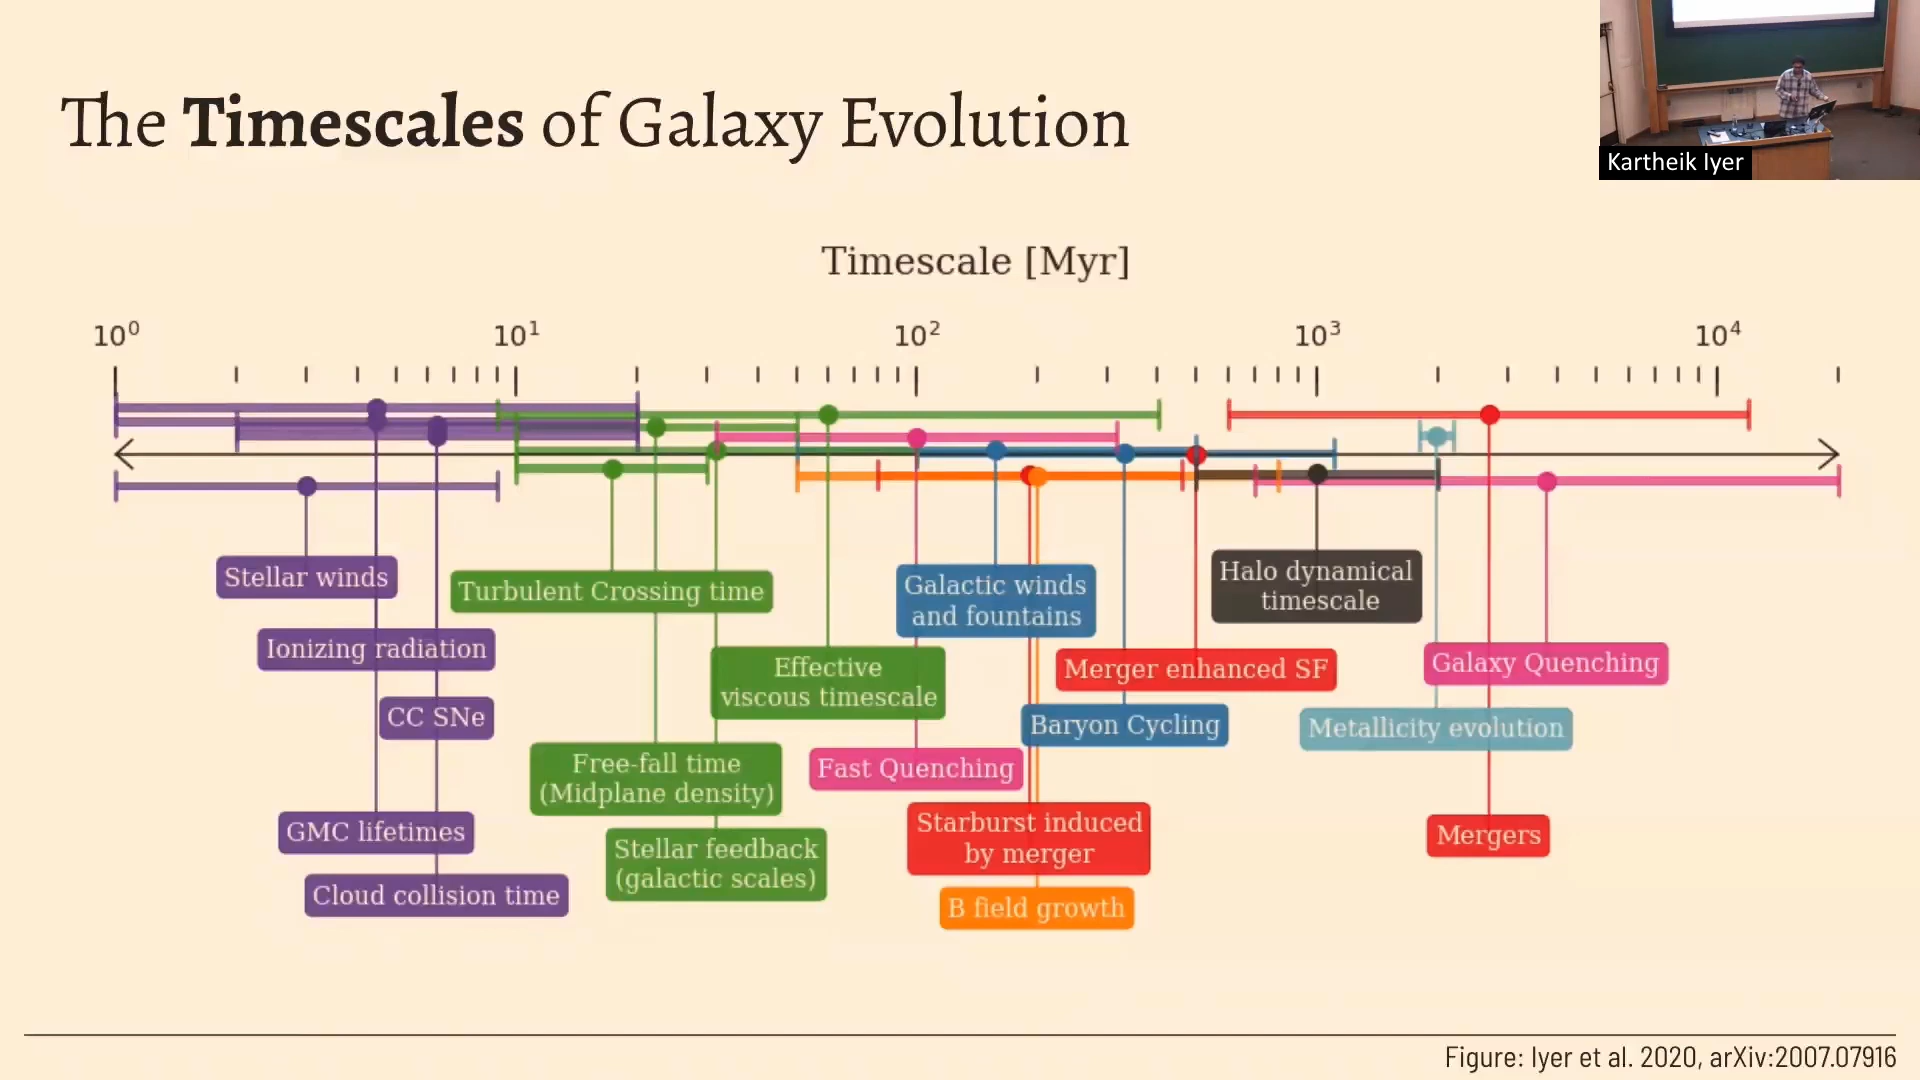 The Timescales of Galaxy Evolution
Kartheik Iyer
Timescale [Myr]
10⁰ 10¹ 10² 10³ 10⁴
Stellar winds
Ionizing radiation
CC SNe
GMC lifetimes
Cloud collision time
Turbulent Crossing time
Effective
viscous timescale
Free-fall time
(Midplane density)
Stellar feedback
(galactic scales)
Galactic winds
and fountains
Fast Quenching
Starburst induced
by merger
B field growth
Merger enhanced SF
Baryon Cycling
Halo dynamical
timescale
Galaxy Quenching
Metallicity evolution
Mergers
Figure: Iyer et al. 2020, arXiv:2007.07916